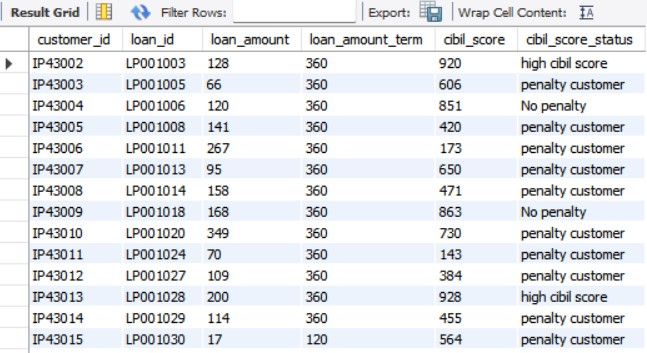 Result Grid Filter Rows: Export: Wrap Cell Content: IA
customer_id loan_id loan_amount loan_amount_term cibil_score cibil_score_status
IP43002 LP001003 128 360 920 high cibil score
IP43003 LP001005 66 360 606 penalty customer
IP43004 LP001006 120 360 851 No penalty
IP43005 LP001008 141 360 420 penalty customer
IP43006 LP001011 267 360 173 penalty customer
IP43007 LP001013 95 360 650 penalty customer
IP43008 LP001014 158 360 471 penalty customer
IP43009 LP001018 168 360 863 No penalty
IP43010 LP001020 349 360 730 penalty customer
IP43011 LP001024 70 360 143 penalty customer
IP43012 LP001027 109 360 384 penalty customer
IP43013 LP001028 200 360 928 high cibil score
IP43014 LP001029 114 360 455 penalty customer
IP43015 LP001030 17 120 564 penalty customer